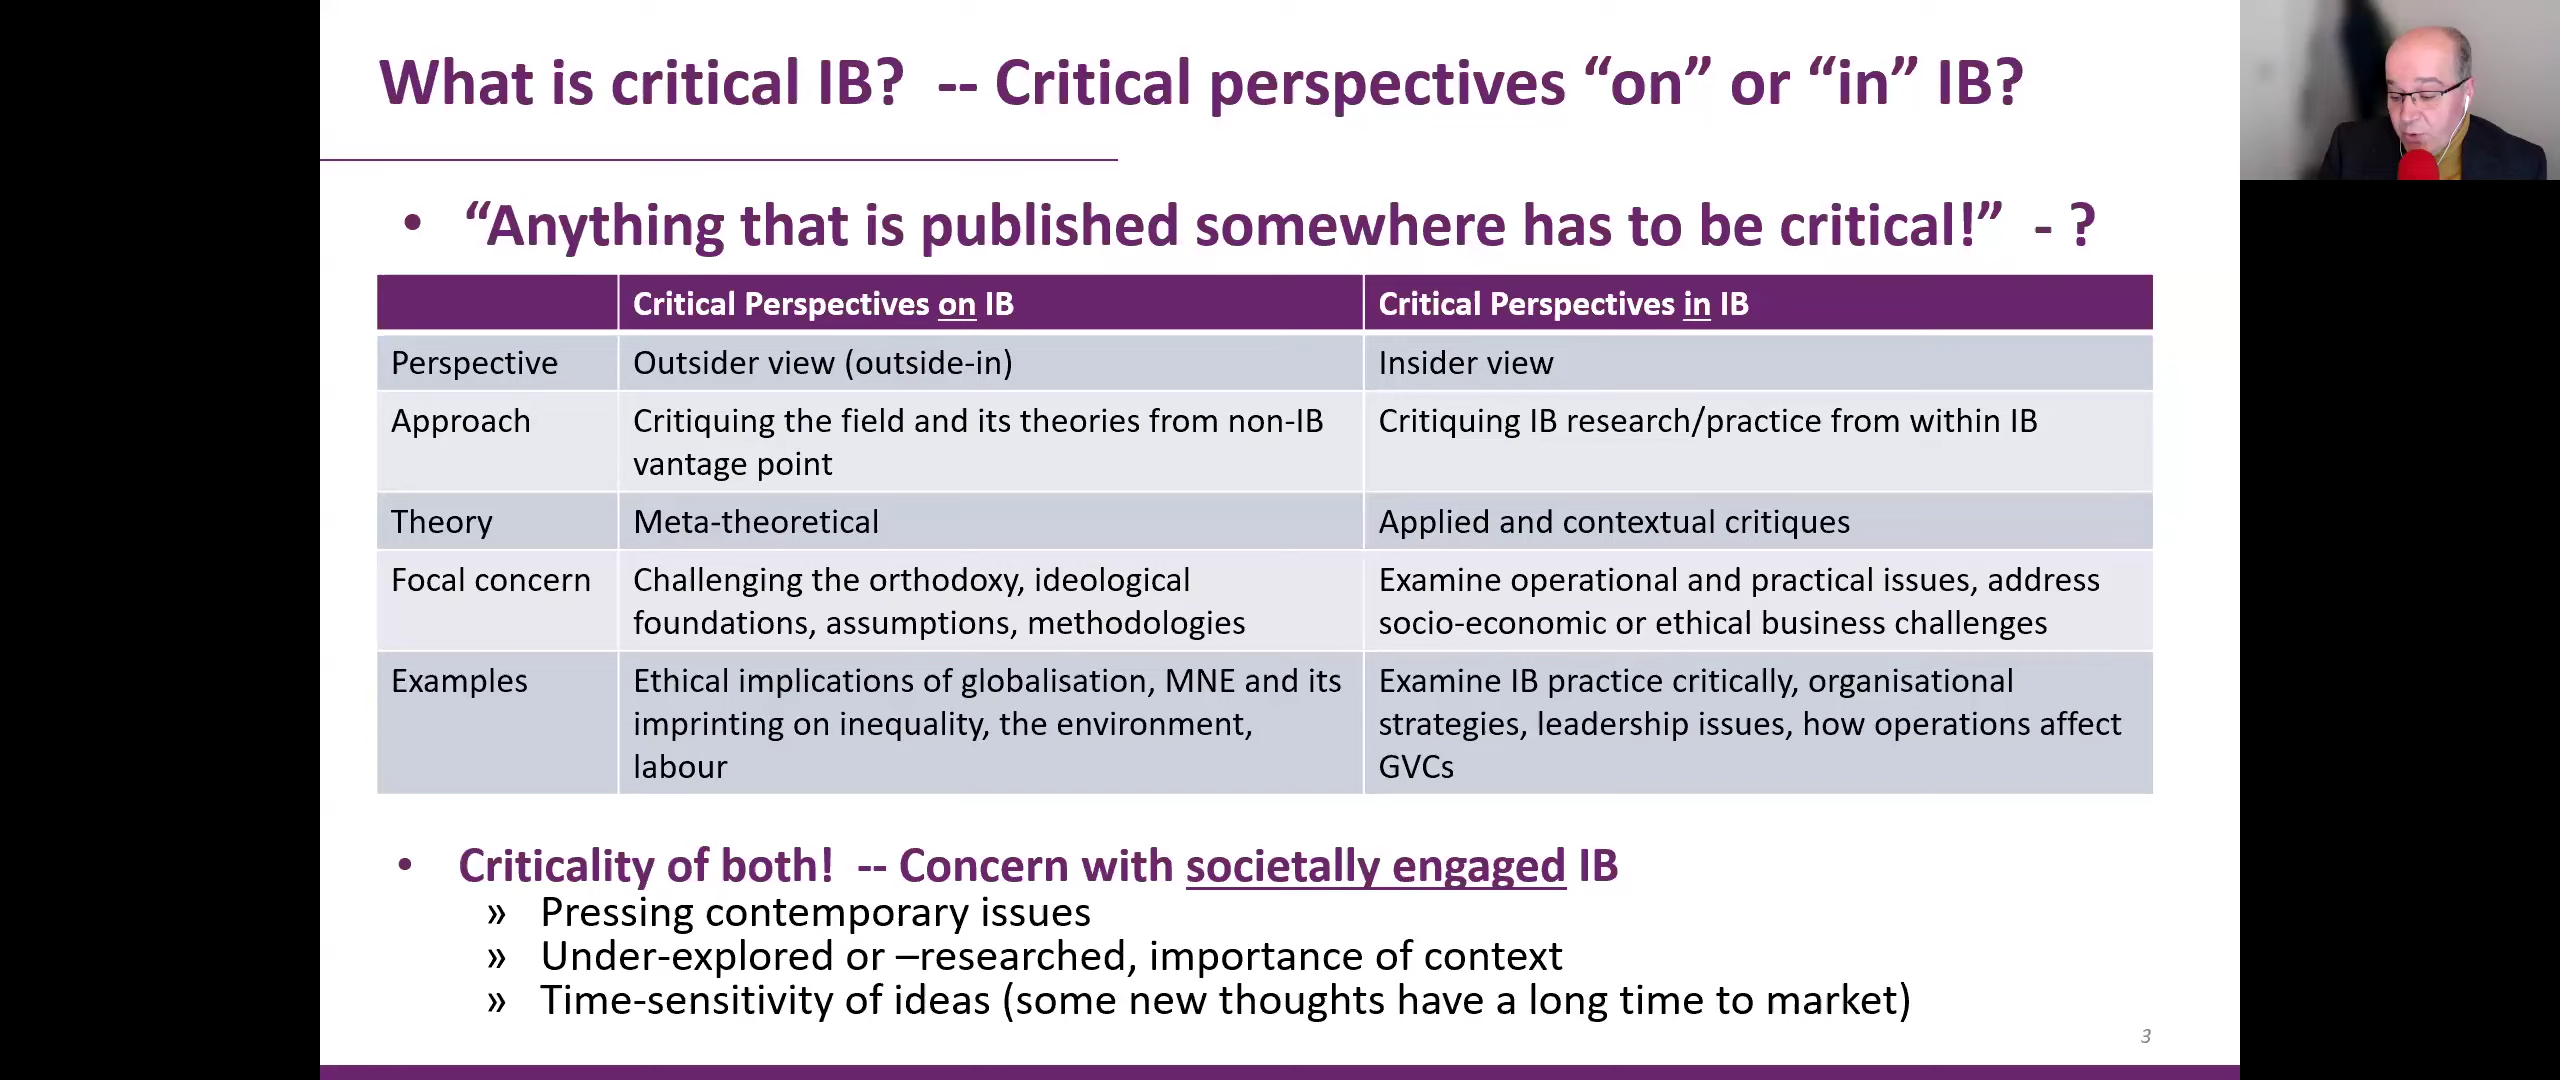 What is critical IB?  -- Critical perspectives “on” or “in” IB?
• “Anything that is published somewhere has to be critical!”  - ?
Critical Perspectives on IB
Critical Perspectives in IB
Perspective
Outsider view (outside-in)
Insider view
Approach
Critiquing the field and its theories from non-IB
vantage point
Critiquing IB research/practice from within IB
Theory
Meta-theoretical
Applied and contextual critiques
Focal concern
Challenging the orthodoxy, ideological
foundations, assumptions, methodologies
Examine operational and practical issues, address
socio-economic or ethical business challenges
Examples
Ethical implications of globalisation, MNE and its
imprinting on inequality, the environment,
labour
Examine IB practice critically, organisational
strategies, leadership issues, how operations affect
GVCs
• Criticality of both!  -- Concern with societally engaged IB
» Pressing contemporary issues
» Under-explored or –researched, importance of context
» Time-sensitivity of ideas (some new thoughts have a long time to market)
3